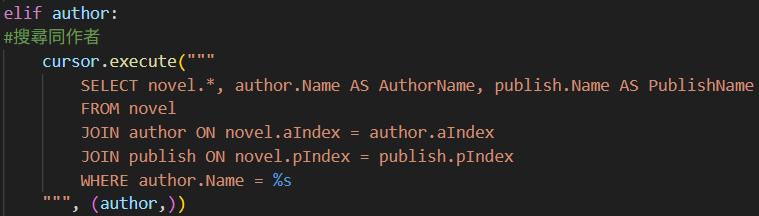 elif author:
#搜尋同作者
cursor.execute("""
SELECT novel.*, author.Name AS AuthorName, publish.Name AS PublishName
FROM novel
JOIN author ON novel.aIndex = author.aIndex
JOIN publish ON novel.pIndex = publish.pIndex
WHERE author.Name = %s
""", (author,))